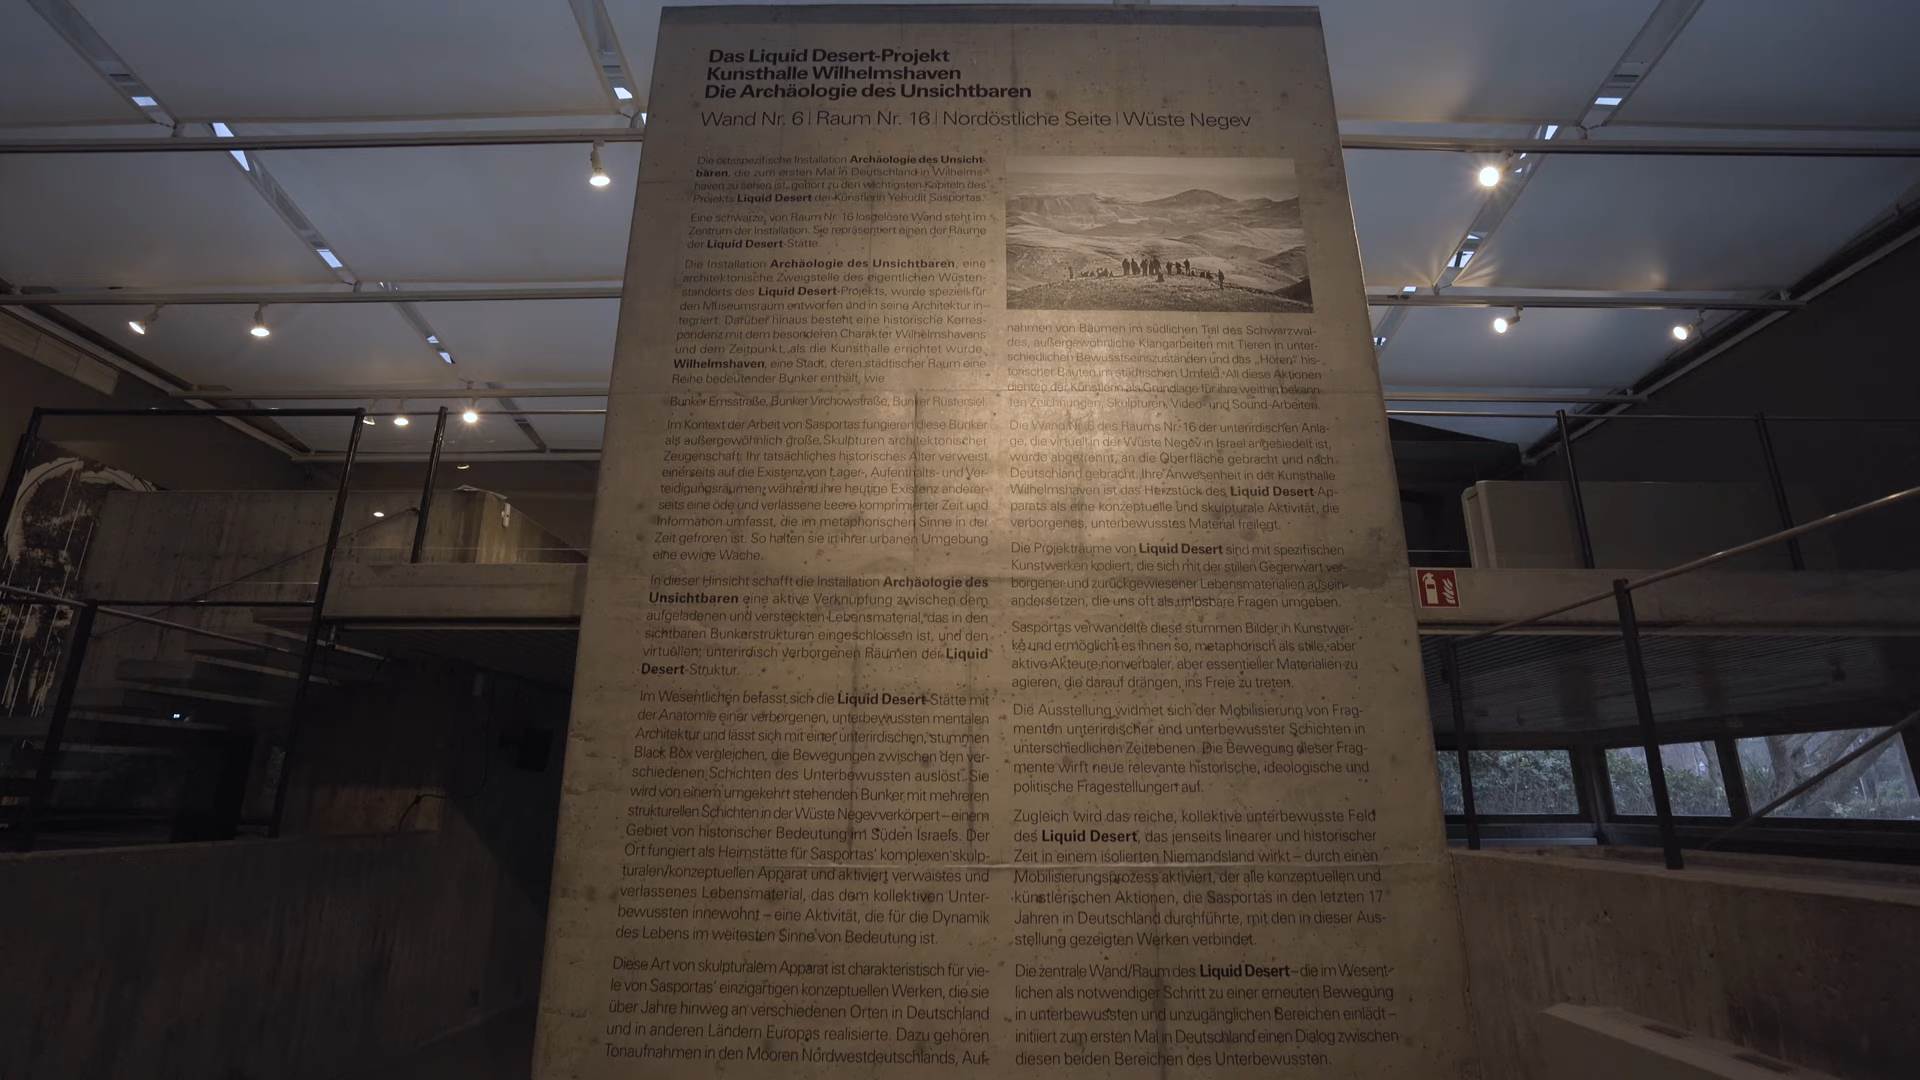 Das Liquid Desert-Projekt
Kunsthalle Wilhelmshaven
Die Archäologie des Unsichtbaren
Wand Nr. 6 | Raum Nr. 16 | Nordöstliche Seite | Wüste Negev
Die ortsspezifische Installation Archäologie des Unsicht-
baren, die zum ersten Mal in Deutschland in Wilhelms-
haven zu sehen ist, gehört zu den wichtigsten Kapiteln des
Projekts Liquid Desert der Künstlerin Yehudit Sasportas.
Eine schwarze, von Raum Nr. 16 losgelöste Wand steht im
Zentrum der Installation. Sie repräsentiert einen der Räume
der Liquid Desert-Stätte.
Die Installation Archäologie des Unsichtbaren, eine
architektonische Zweigstelle des eigentlichen Wüsten-
standorts des Liquid Desert-Projekts, wurde speziell für
den Museumsraum entworfen und in seine Architektur in-
tegriert. Darüber hinaus besteht eine historische Korres-
pondenz mit dem besonderen Charakter Wilhelmshavens
und dem Zeitpunkt, als die Kunsthalle errichtet wurde.
Wilhelmshaven, eine Stadt, deren städtischer Raum eine
Reihe bedeutender Bunker enthält, wie
Bunker Emsstraße, Bunker Virchowstraße, Bunker Rüstersiel.
Im Kontext der Arbeit von Sasportas fungieren diese Bunker
als außergewöhnlich große Skulpturen architektonischer
Zeugenschaft. Ihr tatsächliches historisches Alter verweist
einerseits auf die Existenz von Lager-, Aufenthalts- und Ver-
teidigungsräumen, während ihre heutige Existenz anderer-
seits eine öde und verlassene Leere komprimierter Zeit und
Information umfasst, die im metaphorischen Sinne in der
Zeit gefroren ist. So halten sie in ihrer urbanen Umgebung
eine ewige Wache.
In dieser Hinsicht schafft die Installation Archäologie des
Unsichtbaren eine aktive Verknüpfung zwischen dem
aufgeladenen und versteckten Lebensmaterial, das in den
sichtbaren Bunkerstrukturen eingeschlossen ist, und den
virtuellen, unterirdisch verborgenen Räumen der Liquid
Desert-Struktur.
Im Wesentlichen befasst sich die Liquid Desert-Stätte mit
der Anatomie einer verborgenen, unterbewussten mentalen
Architektur und lässt sich mit einer unterirdischen, stummen
Black Box vergleichen, die Bewegungen zwischen den ver-
schiedenen Schichten des Unterbewussten auslöst. Sie
wird von einem umgekehrt stehenden Bunker mit mehreren
strukturellen Schichten in der Wüste Negev verkörpert – einem
Gebiet von historischer Bedeutung im Süden Israels. Der
Ort fungiert als Heimstätte für Sasportas' komplexen skulp-
turalen/konzeptuellen Apparat und aktiviert verwaistes und
verlassenes Lebensmaterial, das dem kollektiven Unter-
bewussten innewohnt – eine Aktivität, die für die Dynamik
des Lebens im weitesten Sinne von Bedeutung ist.
Diese Art von skulpturalem Apparat ist charakteristisch für vie-
le von Sasportas' einzigartigen konzeptuellen Werken, die sie
über Jahre hinweg an verschiedenen Orten in Deutschland
und in anderen Ländern Europas realisierte. Dazu gehören
Tonaufnahmen in den Mooren Nordwestdeutschlands, Auf-
nahmen von Bäumen im südlichen Teil des Schwarzwal-
des, außergewöhnliche Klangarbeiten mit Tieren in unter-
schiedlichen Bewusstseinszuständen und das „Hören“ his-
torischer Bauten im städtischen Umfeld. All diese Aktionen
dienten der Künstlerin als Grundlage für ihre weithin bekann-
ten Zeichnungen, Skulpturen, Video- und Sound-Arbeiten.
Die Wand Nr. 6 des Raums Nr. 16 der unterirdischen Anla-
ge, die virtuell in der Wüste Negev in Israel angesiedelt ist,
wurde abgetrennt, an die Oberfläche gebracht und nach
Deutschland gebracht. Ihre Anwesenheit in der Kunsthalle
Wilhelmshaven ist das Herzstück des Liquid Desert-Ap-
parats als eine konzeptuelle und skulpturale Aktivität, die
verborgenes, unterbewusstes Material freilegt.
Die Projekträume von Liquid Desert sind mit spezifischen
Kunstwerken kodiert, die sich mit der stillen Gegenwart ver-
borgener und zurückgewiesener Lebensmaterialien ausein-
andersetzen, die uns oft als unlösbare Fragen umgeben.
Sasportas verwandelte diese stummen Bilder in Kunstwer-
ke und ermöglicht es ihnen so, metaphorisch als stille, aber
aktive Akteure nonverbaler, aber essentieller Materialien zu
agieren, die darauf drängen, ins Freie zu treten.
Die Ausstellung widmet sich der Mobilisierung von Frag-
menten unterirdischer und unterbewusster Schichten in
unterschiedlichen Zeitebenen. Die Bewegung dieser Frag-
mente wirft neue relevante historische, ideologische und
politische Fragestellungen auf.
Zugleich wird das reiche, kollektive unterbewusste Feld
des Liquid Desert, das jenseits linearer und historischer
Zeit in einem isolierten Niemandsland wirkt – durch einen
Mobilisierungsprozess aktiviert, der alle konzeptuellen und
künstlerischen Aktionen, die Sasportas in den letzten 17
Jahren in Deutschland durchführte, mit den in dieser Aus-
stellung gezeigten Werken verbindet.
Die zentrale Wand/Raum des Liquid Desert – die im Wesent-
lichen als notwendiger Schritt zu einer erneuten Bewegung
in unterbewussten und unzugänglichen Bereichen einlädt –
initiiert zum ersten Mal in Deutschland einen Dialog zwischen
diesen beiden Bereichen des Unterbewussten.